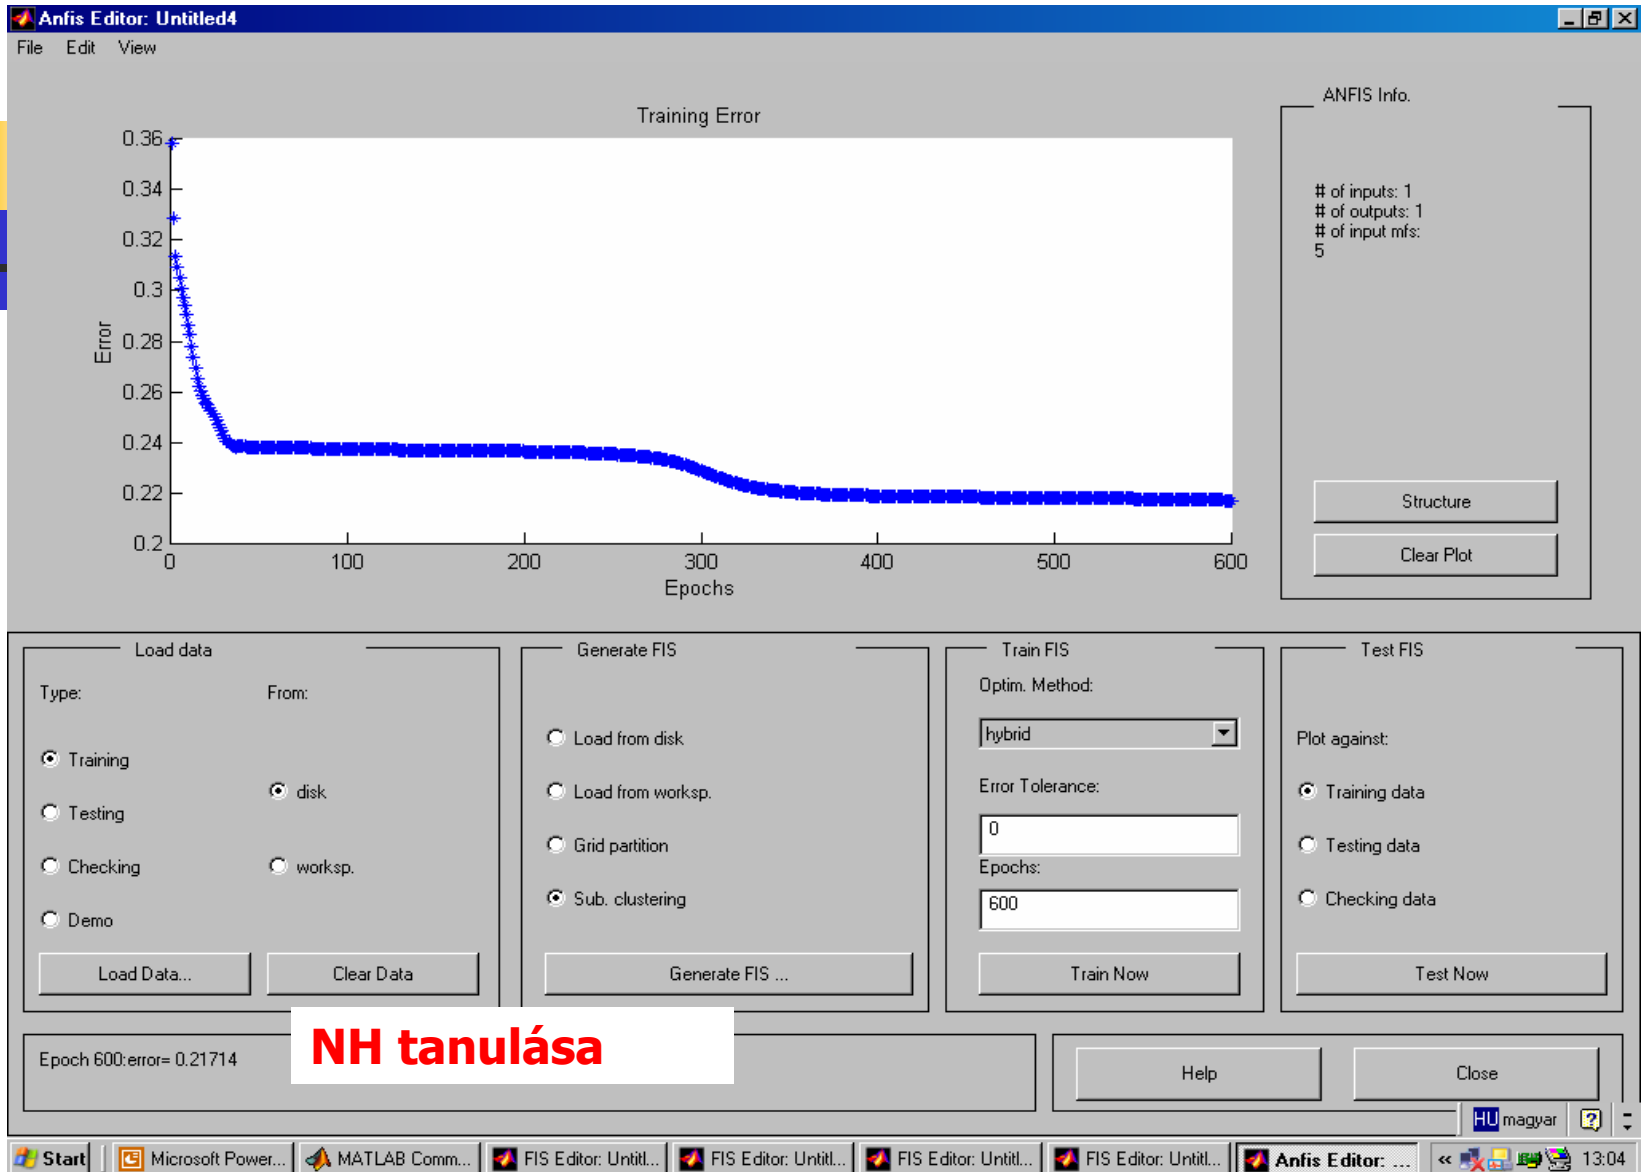 Anfis Editor: Untitled4
File Edit View
Training Error
0.36
0.34
0.32
0.3
0.28
0.26
0.24
0.22
0.2
Error
0 100 200 300 400 500 600
Epochs
ANFIS Info.
# of inputs: 1
# of outputs: 1
# of input mfs:
5
Structure
Clear Plot
Load data
Type: From:
Training
disk
Testing
Checking
worksp.
Demo
Load Data...
Clear Data
Generate FIS
Load from disk
Load from worksp.
Grid partition
Sub. clustering
Generate FIS ...
Train FIS
Optim. Method:
hybrid
Error Tolerance:
0
Epochs:
600
Train Now
Test FIS
Plot against:
Training data
Testing data
Checking data
Test Now
Epoch 600:error= 0.21714
NH tanulása
Help
Close
HU magyar
Start
Microsoft Power...
MATLAB Comm...
FIS Editor: Untitl...
FIS Editor: Untitl...
FIS Editor: Untitl...
FIS Editor: Untitl...
Anfis Editor: ...
«
13:04